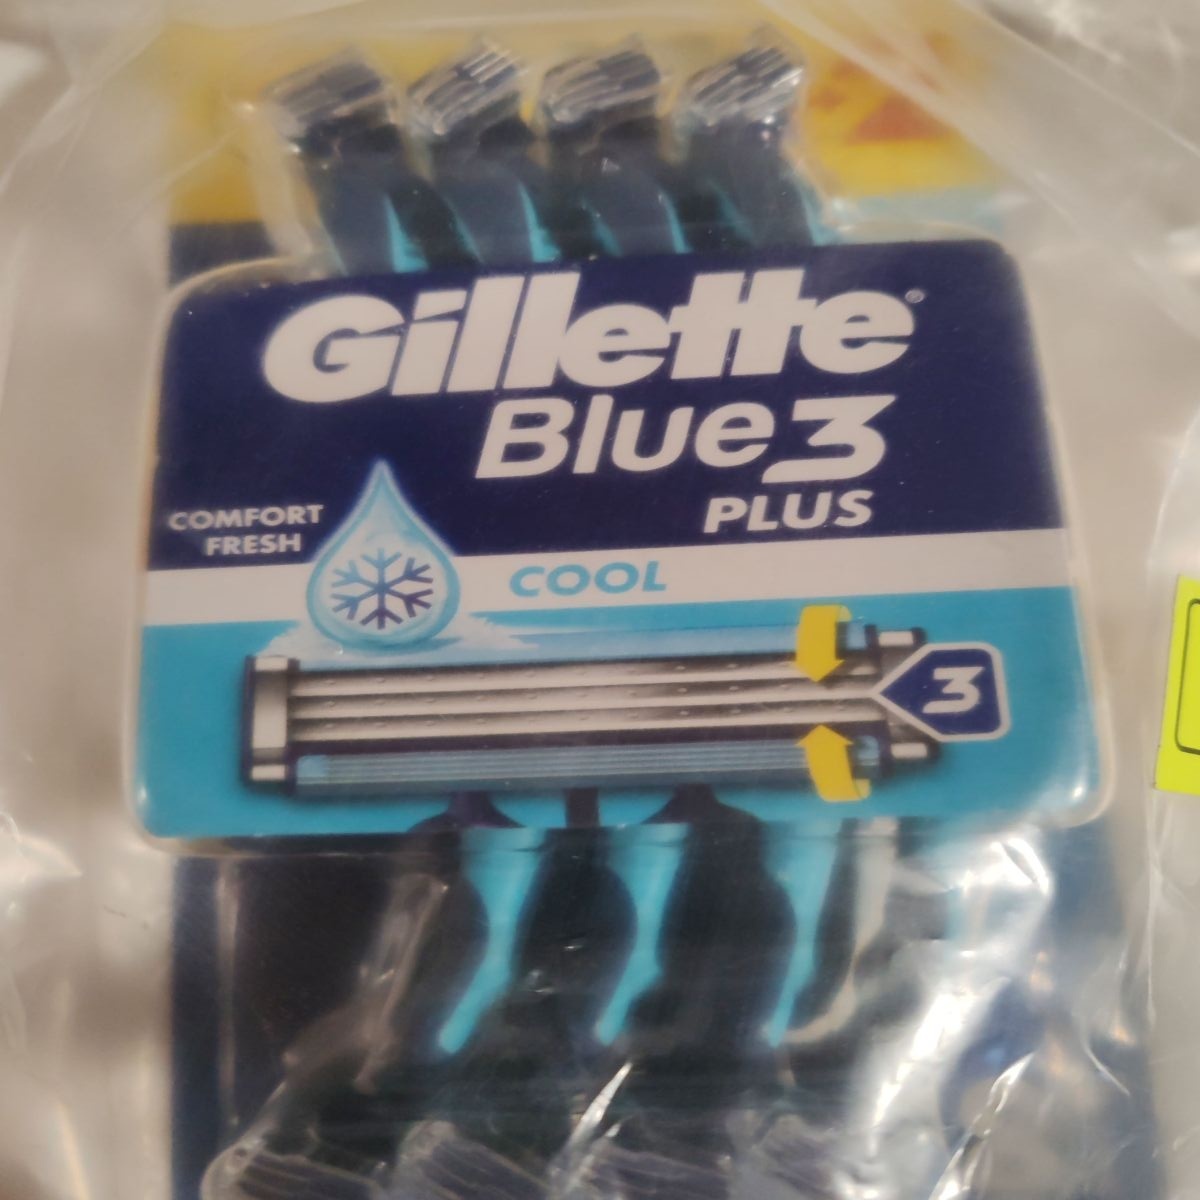 Gillette®
Blue3
PLUS
COMFORT
FRESH
COOL
3